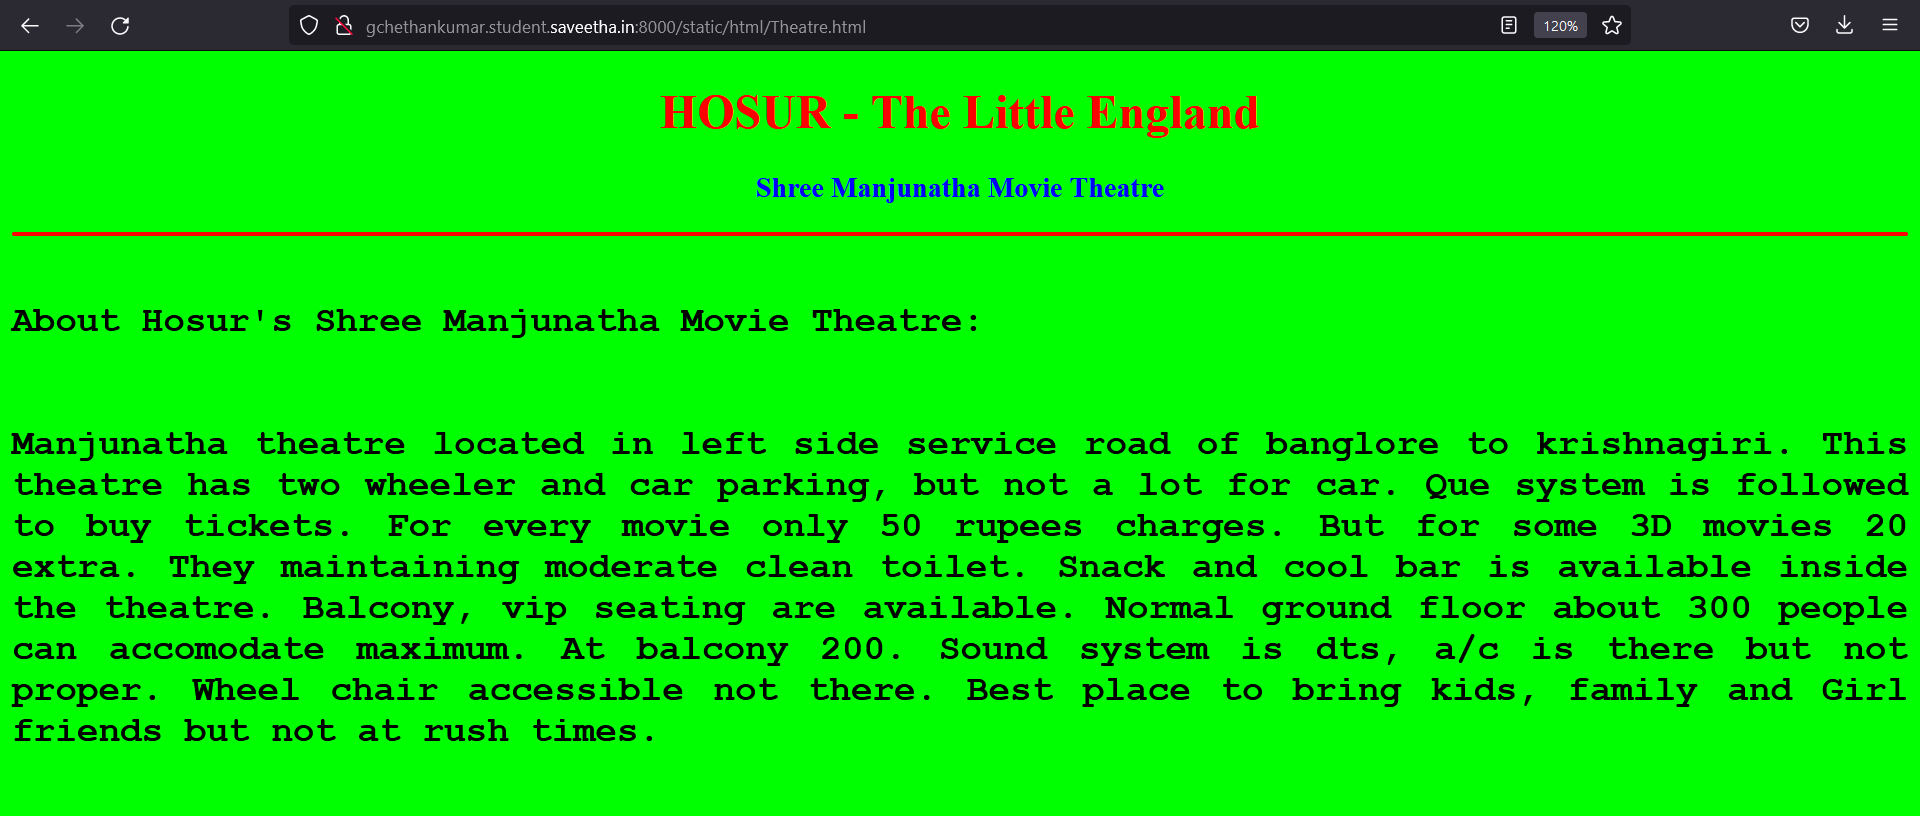 gchethankumar.student.saveetha.in:8000/static/html/Theatre.html
120%
HOSUR - The Little England
Shree Manjunatha Movie Theatre
About Hosur's Shree Manjunatha Movie Theatre:
Manjunatha theatre located in left side service road of banglore to krishnagiri. This
theatre has two wheeler and car parking, but not a lot for car. Que system is followed
to buy tickets. For every movie only 50 rupees charges. But for some 3D movies 20
extra. They maintaining moderate clean toilet. Snack and cool bar is available inside
the theatre. Balcony, vip seating are available. Normal ground floor about 300 people
can accomodate maximum. At balcony 200. Sound system is dts, a/c is there but not
proper. Wheel chair accessible not there. Best place to bring kids, family and Girl
friends but not at rush times.